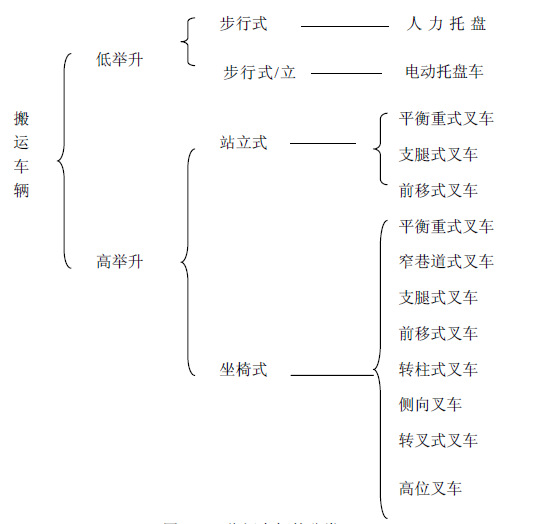 搬运车辆
低举升
步行式
人力托盘
步行式/立
电动托盘车
高举升
站立式
平衡重式叉车
支腿式叉车
前移式叉车
坐椅式
平衡重式叉车
窄巷道式叉车
支腿式叉车
前移式叉车
转柱式叉车
侧向叉车
转叉式叉车
高位叉车